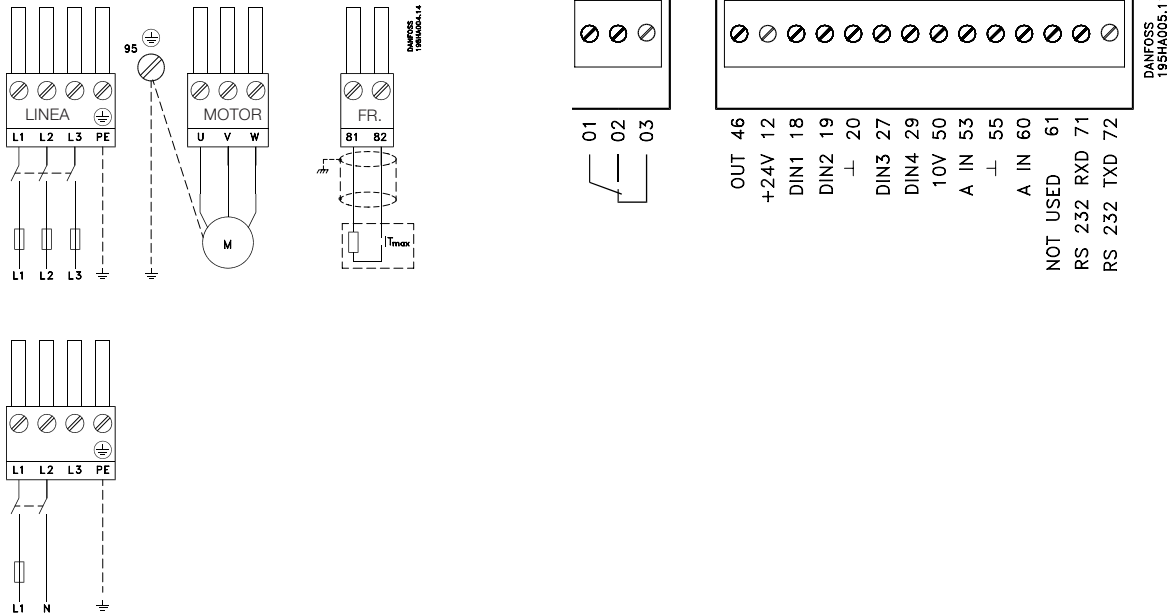 DANFOSS
195HA004.14
95
LINEA
MOTOR
FR.
L1 L2 L3 PE
U V W
81 82
M
Tmax
L1 L2 L3
DANFOSS
195HA005.1
01
02
03
OUT 46
+24V 12
DIN1 18
DIN2 19
⊥ 20
DIN3 27
DIN4 29
10V 50
A IN 53
⊥ 55
A IN 60
NOT USED 61
RS 232 RXD 71
RS 232 TXD 72
L1 L2 L3 PE
L1 N